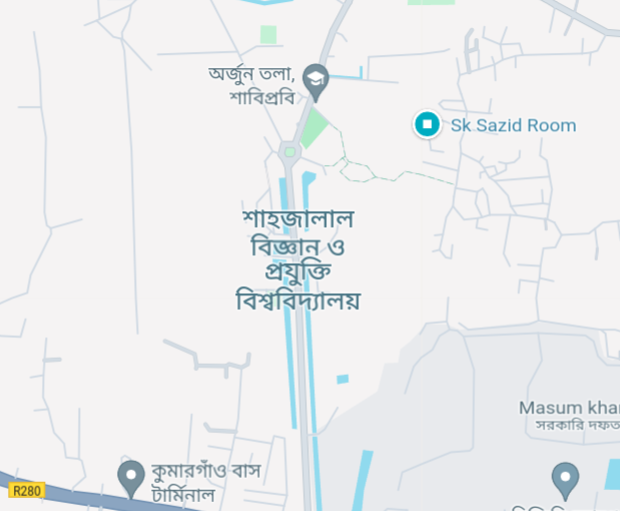 অর্জুন তলা,
শাবিপ্রবি
Sk Sazid Room
শাহজালাল
বিজ্ঞান ও
প্রযুক্তি
বিশ্ববিদ্যালয়
Masum khan
সরকারি দফত
কুমারগাঁও বাস
টার্মিনাল
R280